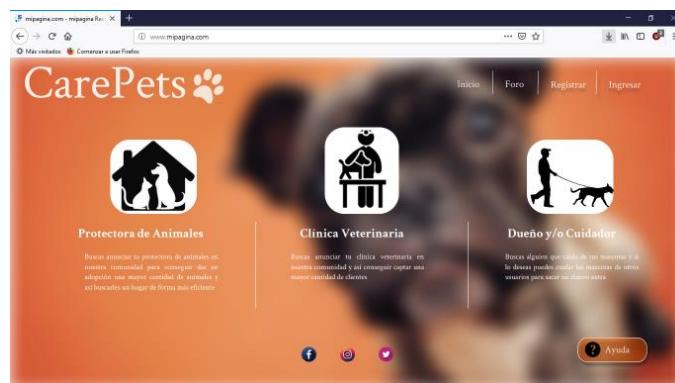 mipagina.com - mipagina Re
www.mipagina.com
Más visitados Comenzar a usar Firefox
CarePets
Inicio Foro Registrar Ingresar
Protectora de Animales
Buscas anunciar tu protectora de animales en
nuestra comunidad para conseguir dar en
adopción una mayor cantidad de animales y
así buscarles un hogar de forma más eficiente
Clínica Veterinaria
Buscas anunciar tu clínica veterinaria en
nuestra comunidad y así conseguir captar una
mayor cantidad de clientes
Dueño y/o Cuidador
Buscas alguien que cuide de tus mascotas y si
lo deseas puedes cuidar las mascotas de otros
usuarios para sacar un dinero extra
? Ayuda